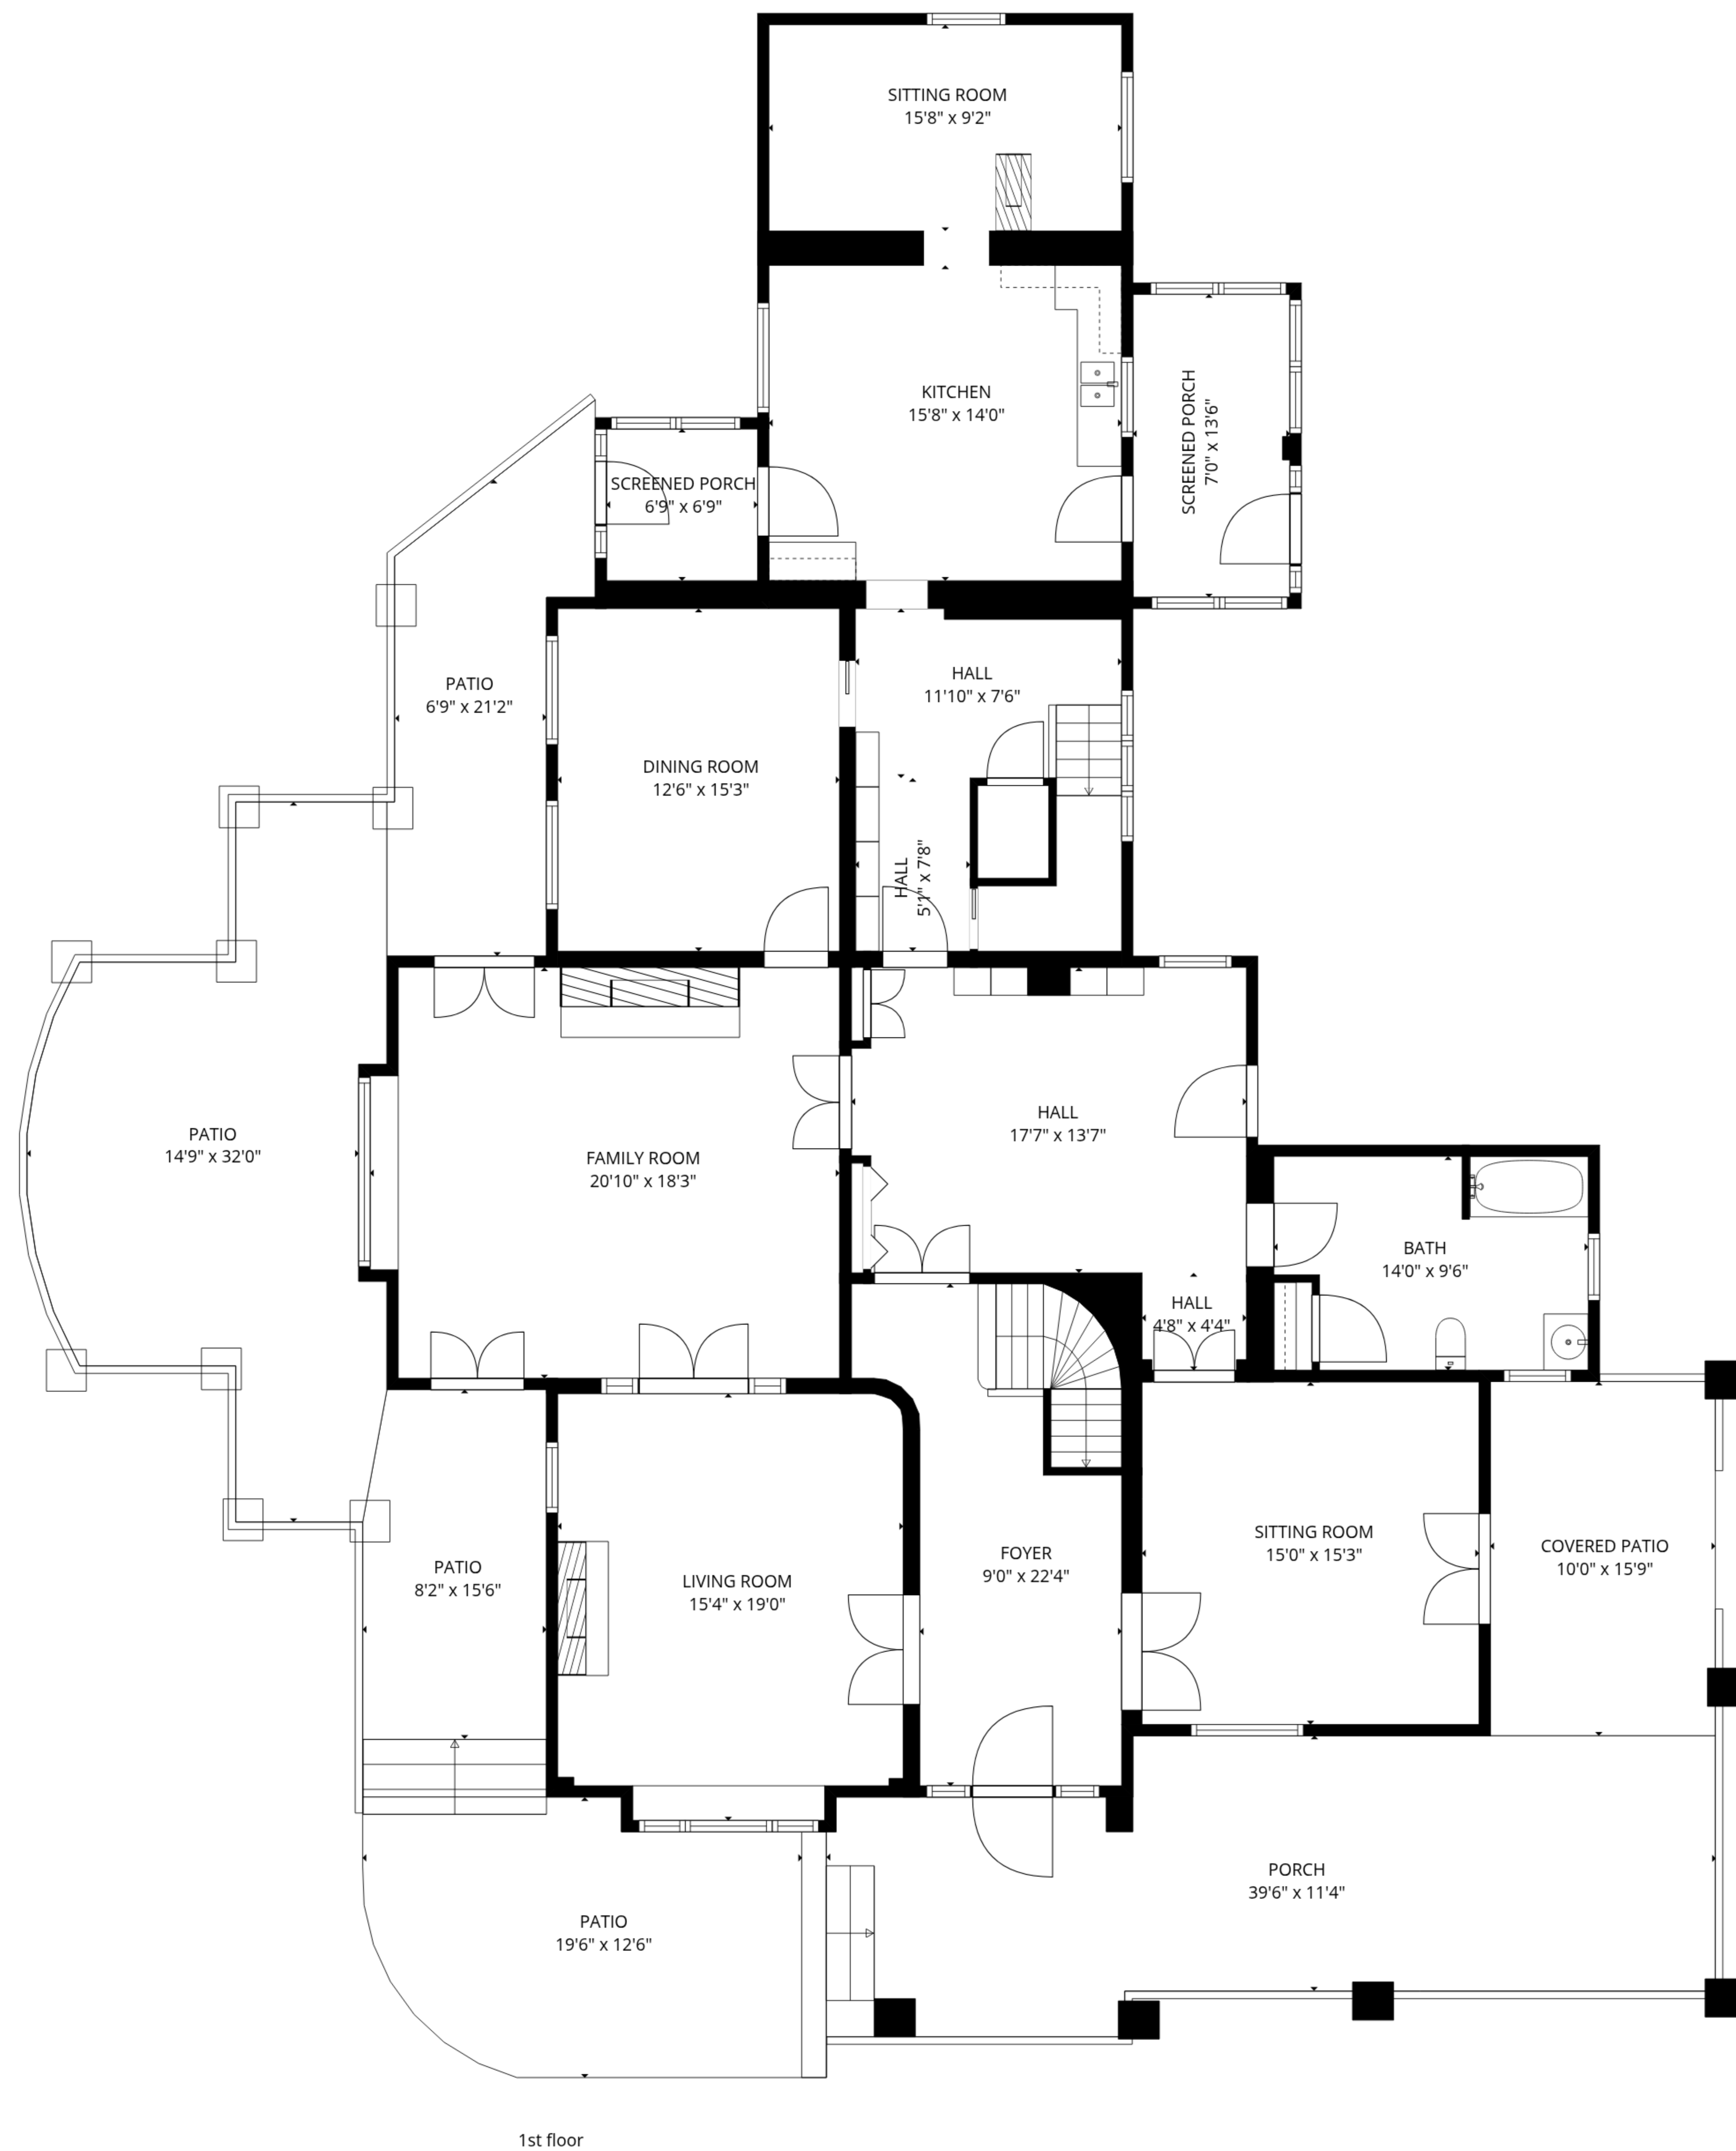 SITTING ROOM
15'8" x 9'2"
KITCHEN
15'8" x 14'0"
SCREENED PORCH
7'0" x 13'6"
SCREENED PORCH
6'9" x 6'9"
HALL
11'10" x 7'6"
PATIO
6'9" x 21'2"
DINING ROOM
12'6" x 15'3"
HALL
5'1" x 7'8"
HALL
17'7" x 13'7"
PATIO
14'9" x 32'0"
FAMILY ROOM
20'10" x 18'3"
BATH
14'0" x 9'6"
HALL
4'8" x 4'4"
SITTING ROOM
15'0" x 15'3"
COVERED PATIO
10'0" x 15'9"
FOYER
9'0" x 22'4"
PATIO
8'2" x 15'6"
LIVING ROOM
15'4" x 19'0"
PORCH
39'6" x 11'4"
PATIO
19'6" x 12'6"
1st floor